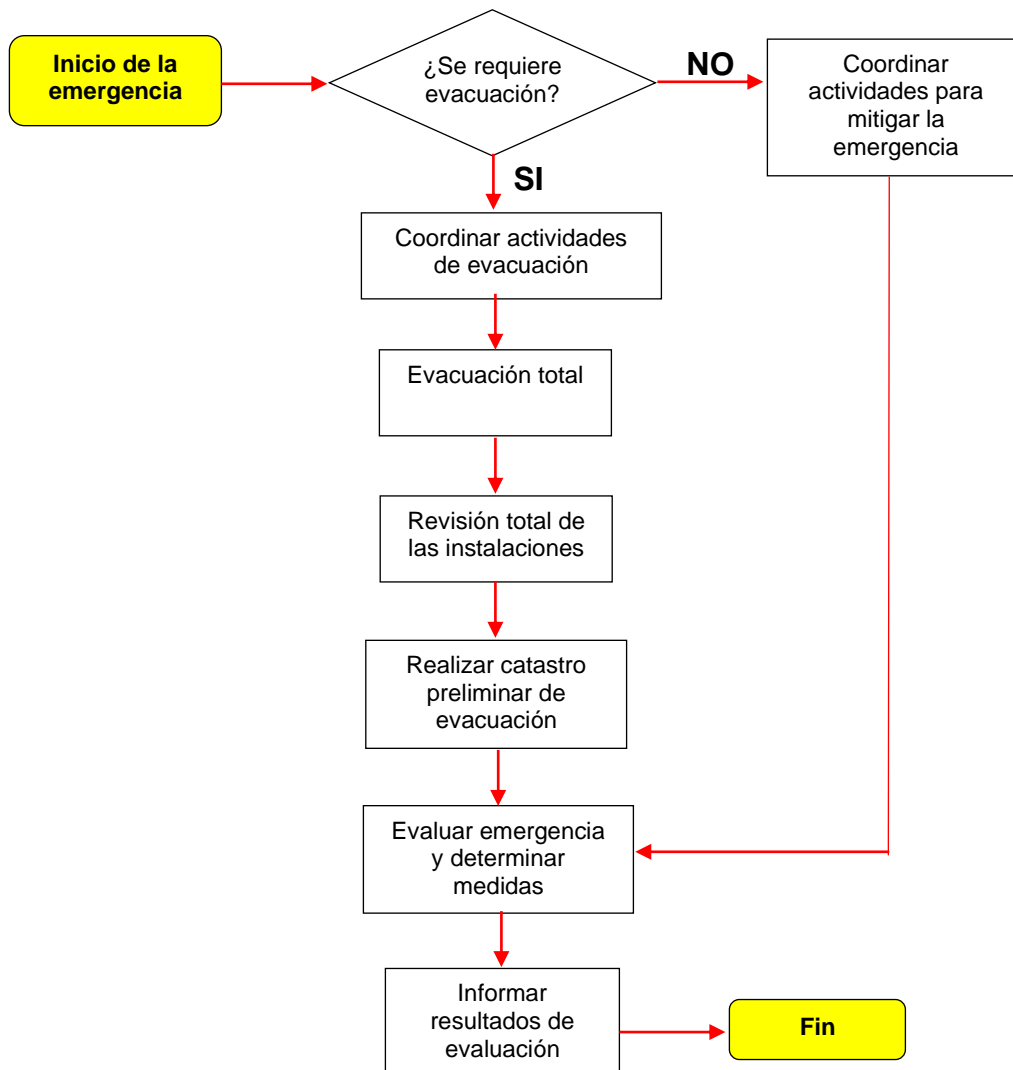 Inicio de la
emergencia
¿Se requiere
evacuación?
NO
Coordinar
actividades para
mitigar la
emergencia
SI
Coordinar actividades
de evacuación
Evacuación total
Revisión total de
las instalaciones
Realizar catastro
preliminar de
evacuación
Evaluar emergencia
y determinar
medidas
Informar
resultados de
evaluación
Fin